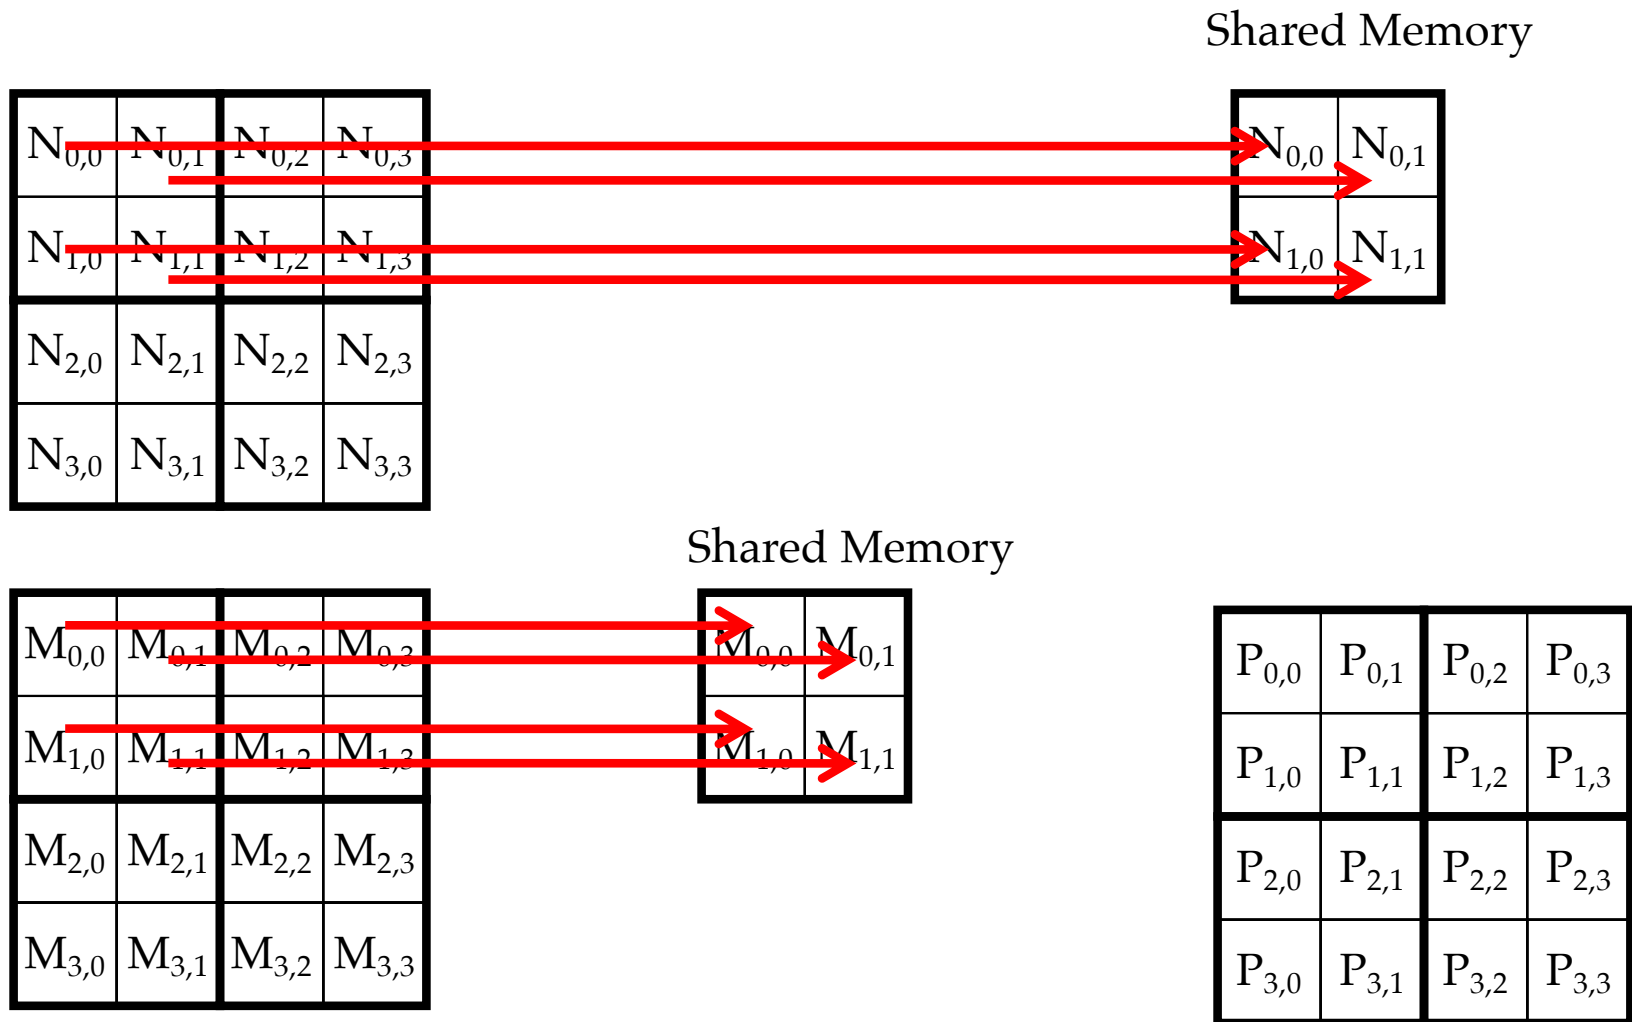 Shared Memory
N0,0 N0,1 N0,2 N0,3 N0,0 N0,1
N1,0 N1,1 N1,2 N1,3 N1,0 N1,1
N2,0 N2,1 N2,2 N2,3
N3,0 N3,1 N3,2 N3,3
Shared Memory
M0,0 M0,1 M0,2 M0,3 M0,0 M0,1 P0,0 P0,1 P0,2 P0,3
M1,0 M1,1 M1,2 M1,3 M1,0 M1,1 P1,0 P1,1 P1,2 P1,3
M2,0 M2,1 M2,2 M2,3 P2,0 P2,1 P2,2 P2,3
M3,0 M3,1 M3,2 M3,3 P3,0 P3,1 P3,2 P3,3